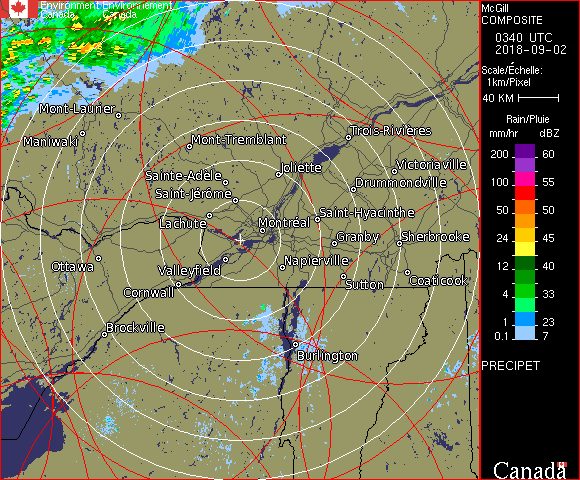 Environment Environnement
Canada Canada
McGill
COMPOSITE
0340 UTC
2018-09-02
Scale/Échelle:
1km/Pixel
40 KM
Rain/Pluie
mm/hr dBZ
200 60
150 57
100 55
50 50
24 45
12 40
4 33
1 23
0.1 7
PRECIPET
Canada
Mont-Laurier
Maniwaki
Mont-Tremblant
Trois-Rivières
Joliette
Victoriaville
Sainte-Adèle
Drummondville
Saint-Jérôme
Saint-Hyacinthe
Lachute
Montréal
Granby
Sherbrooke
Ottawa
Valleyfield
Napierville
Cornwall
Sutton
Coaticook
Brockville
Burlington